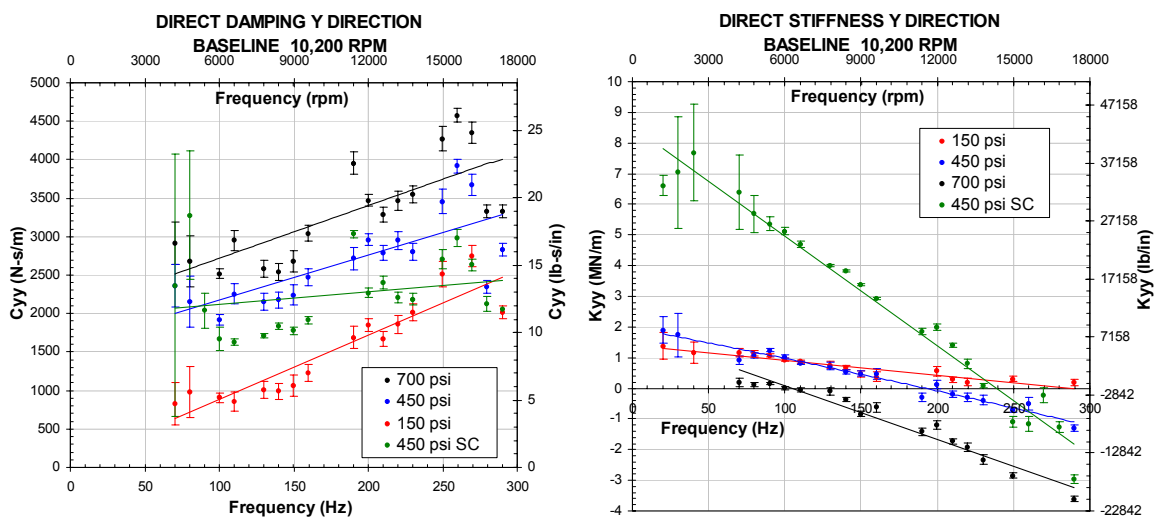 DIRECT DAMPING Y DIRECTION
BASELINE 10,200 RPM
0 3000 6000 9000 12000 15000 18000
Frequency (rpm)
5000
4500
4000
3500
3000
2500
2000
1500
1000
500
0
Cyy (N-s/m)
25
20
15
10
5
0
Cyy (lb-s/in)
700 psi
450 psi
150 psi
450 psi SC
0 50 100 150 200 250 300
Frequency (Hz)
DIRECT STIFFNESS Y DIRECTION
BASELINE 10,200 RPM
0 3000 6000 9000 12000 15000 18000
Frequency (rpm)
10
9
8
7
6
5
4
3
2
1
0
-1
-2
-3
-4
Kyy (MN/m)
47158
37158
27158
17158
7158
-2842
-12842
-22842
Kyy (lb/in)
150 psi
450 psi
700 psi
450 psi SC
0 50 100 150 200 250 300
Frequency (Hz)